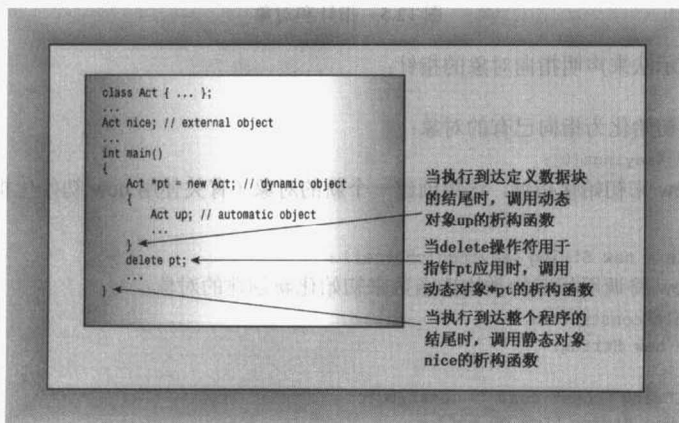 class Act { ... };
...
Act nice; // external object
...
int main()
{
Act *pt = new Act; // dynamic object
{
Act up; // automatic object
...
}
delete pt;
...
}
当执行到达定义数据块
的结尾时，调用动态
对象up的析构函数
当delete操作符用于
指针pt应用时，调用
动态对象*pt的析构函数
当执行到达整个程序的
结尾时，调用静态对象
nice的析构函数